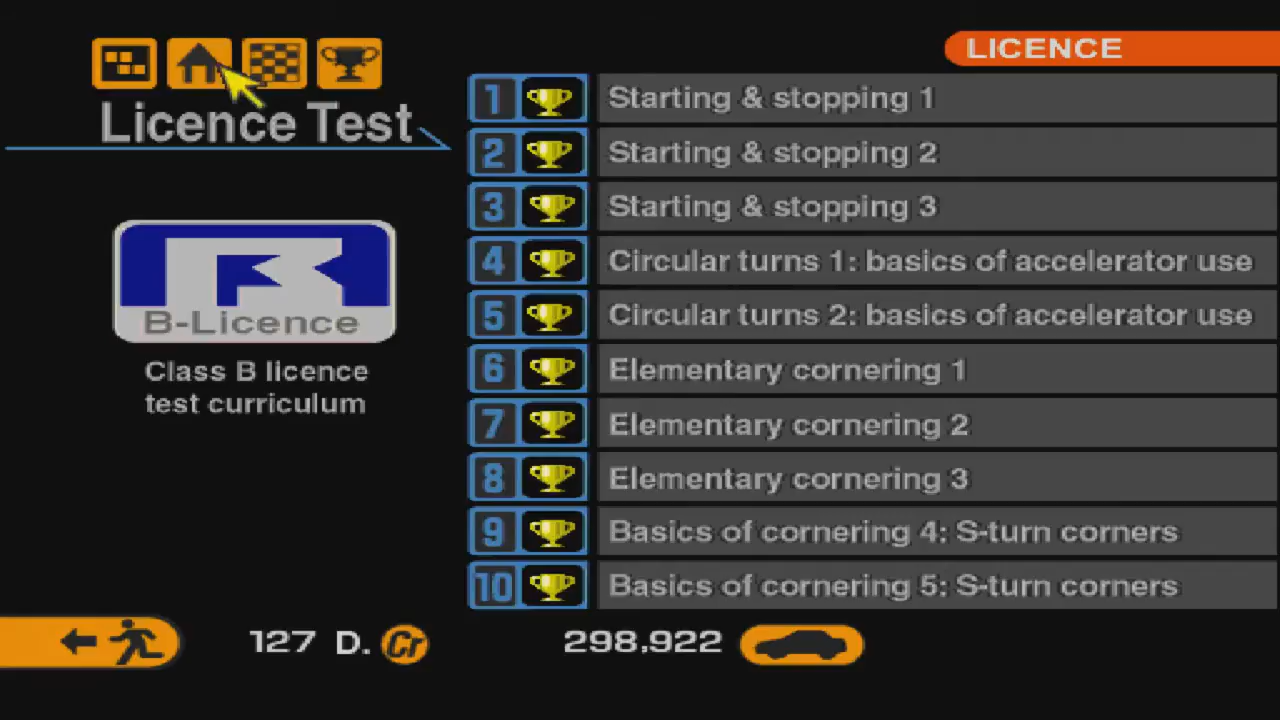 LICENCE
Licence Test
B-Licence
Class B licence
test curriculum
1 Starting & stopping 1
2 Starting & stopping 2
3 Starting & stopping 3
4 Circular turns 1: basics of accelerator use
5 Circular turns 2: basics of accelerator use
6 Elementary cornering 1
7 Elementary cornering 2
8 Elementary cornering 3
9 Basics of cornering 4: S-turn corners
10 Basics of cornering 5: S-turn corners
127 D. Cr 298,922